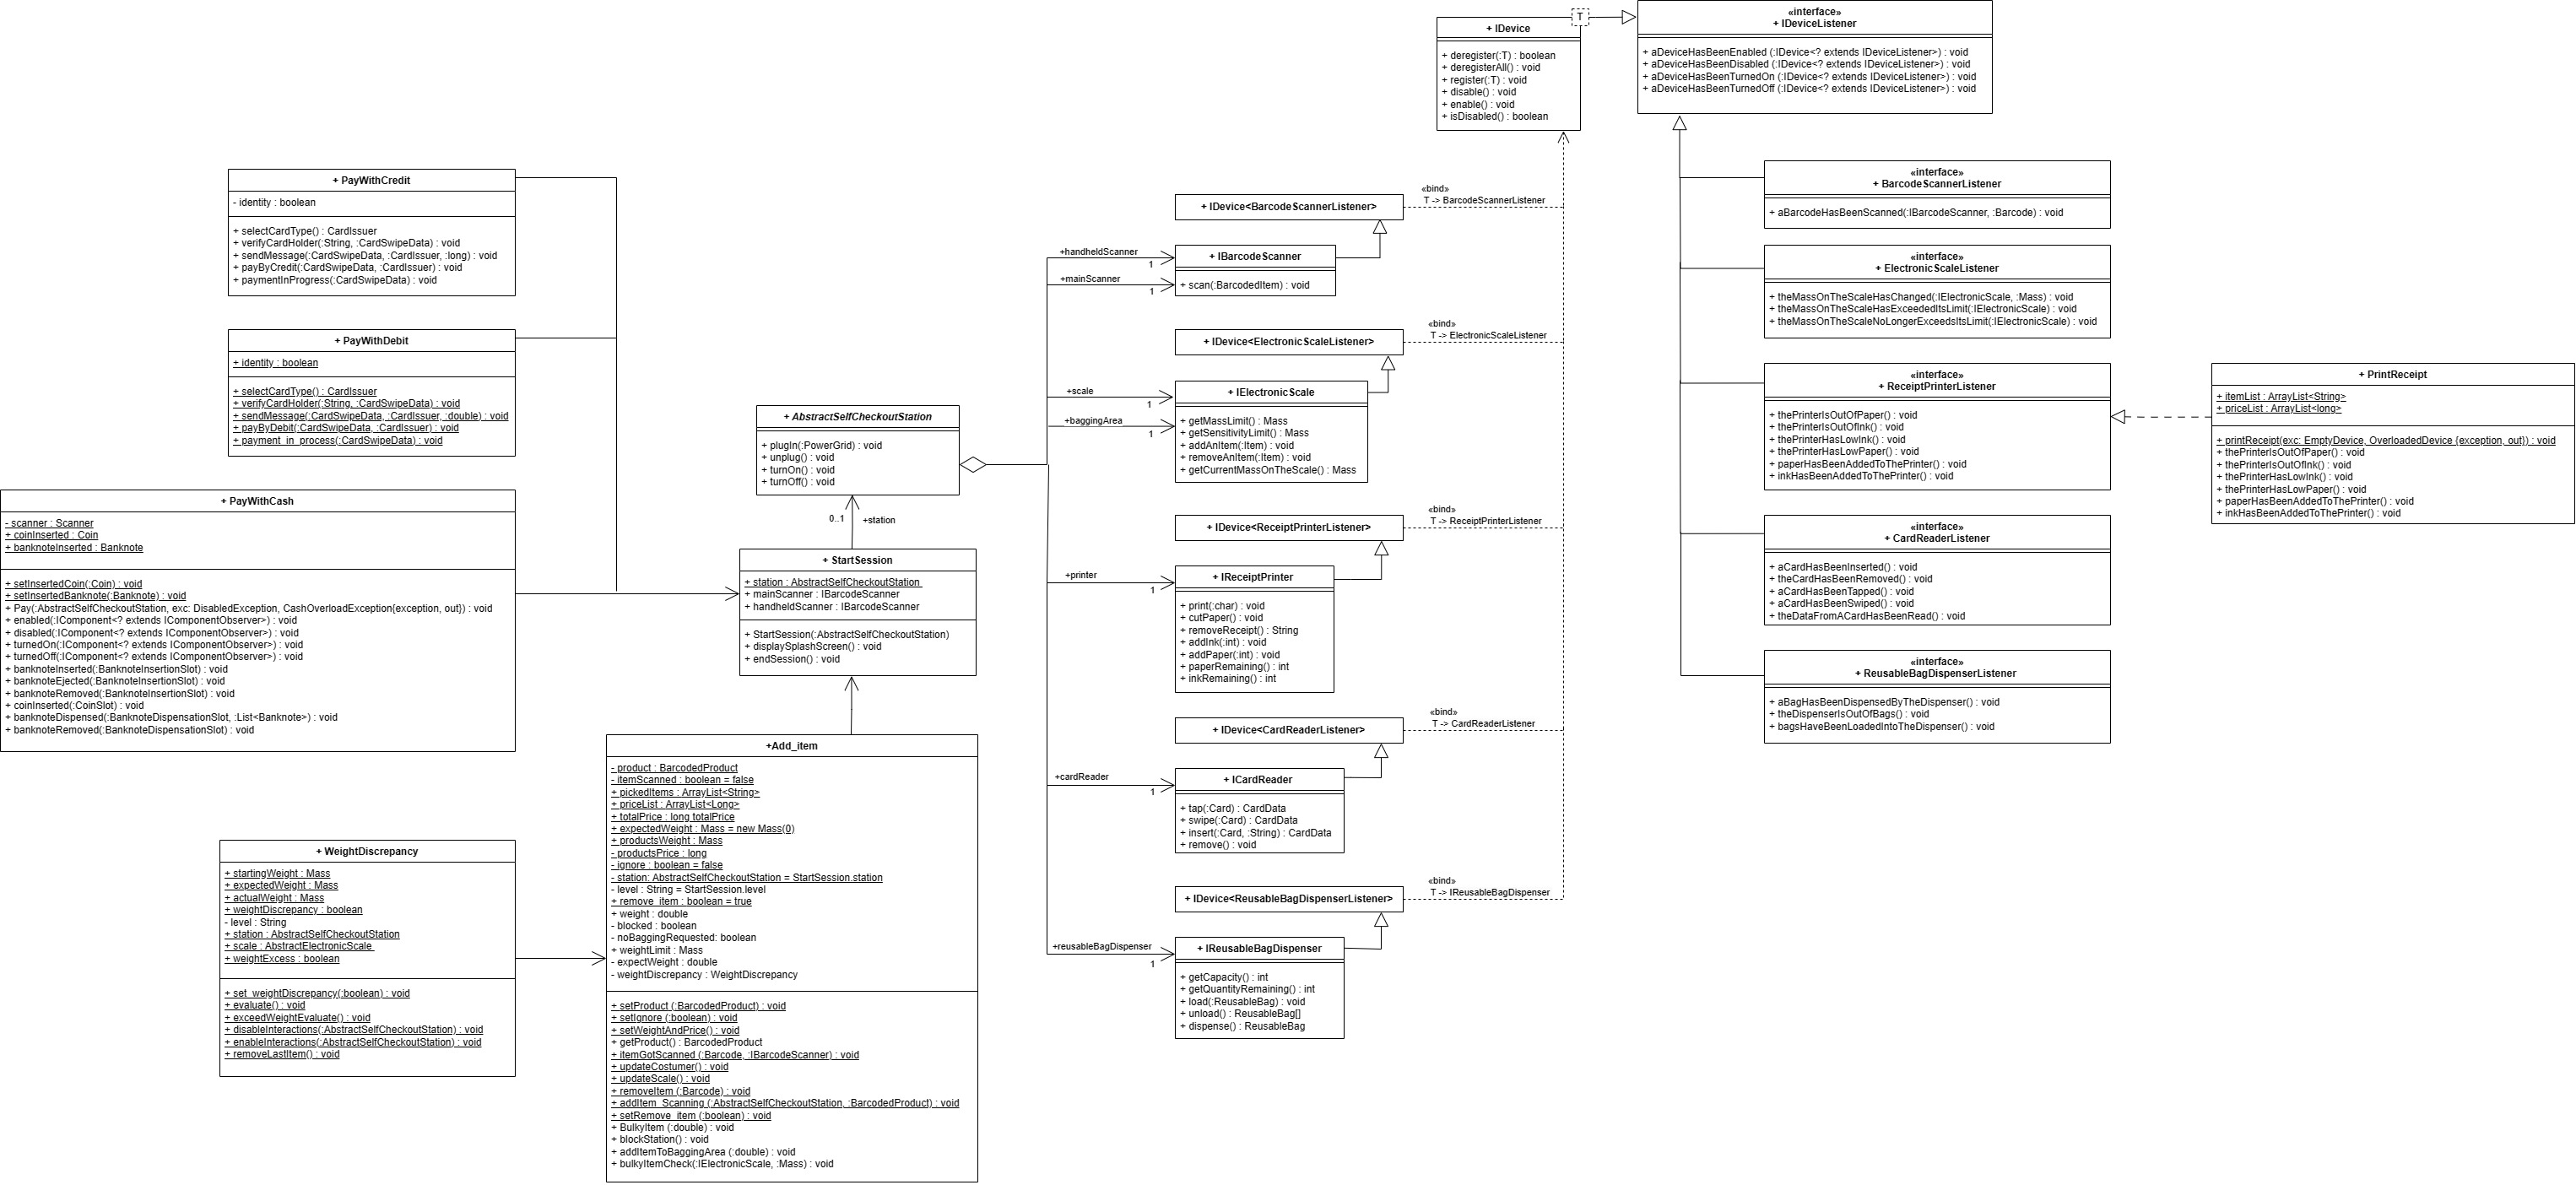 + IDevice
T
+ deregister(:T) : boolean
+ deregisterAll() : void
+ register(:T) : void
+ disable() : void
+ enable() : void
+ isDisabled() : boolean
«interface»
+ IDeviceListener
+ aDeviceHasBeenEnabled (:IDevice<? extends IDeviceListener>) : void
+ aDeviceHasBeenDisabled (:IDevice<? extends IDeviceListener>) : void
+ aDeviceHasBeenTurnedOn (:IDevice<? extends IDeviceListener>) : void
+ aDeviceHasBeenTurnedOff (:IDevice<? extends IDeviceListener>) : void
+ PayWithCredit
- identity : boolean
+ selectCardType() : CardIssuer
+ verifyCardHolder(:String, :CardSwipeData) : void
+ sendMessage(:CardSwipeData, :CardIssuer, :long) : void
+ payByCredit(:CardSwipeData, :CardIssuer) : void
+ paymentInProgress(:CardSwipeData) : void
+ PayWithDebit
+ identity : boolean
+ selectCardType() : CardIssuer
+ verifyCardHolder(:String, :CardSwipeData) : void
+ sendMessage(:CardSwipeData, :CardIssuer, :double) : void
+ payByDebit(:CardSwipeData, :CardIssuer) : void
+ payment_in_process(:CardSwipeData) : void
+ PayWithCash
- scanner : Scanner
+ coinInserted : Coin
+ banknoteInserted : Banknote
+ setInsertedCoin(:Coin) : void
+ setInsertedBanknote(:Banknote) : void
+ Pay(:AbstractSelfCheckoutStation, exc: DisabledException, CashOverloadException{exception, out}) : void
+ enabled(:IComponent<? extends IComponentObserver>) : void
+ disabled(:IComponent<? extends IComponentObserver>) : void
+ turnedOn(:IComponent<? extends IComponentObserver>) : void
+ turnedOff(:IComponent<? extends IComponentObserver>) : void
+ banknoteInserted(:BanknoteInsertionSlot) : void
+ banknoteEjected(:BanknoteInsertionSlot) : void
+ banknoteRemoved(:BanknoteInsertionSlot) : void
+ coinInserted(:CoinSlot) : void
+ banknoteDispensed(:BanknoteDispensationSlot, :List<Banknote>) : void
+ banknoteRemoved(:BanknoteDispensationSlot) : void
+ WeightDiscrepancy
+ startingWeight : Mass
+ expectedWeight : Mass
+ actualWeight : Mass
+ weightDiscrepancy : boolean
- level : String
+ station : AbstractSelfCheckoutStation
+ scale : AbstractElectronicScale
+ weightExcess : boolean
+ set_weightDiscrepancy(:boolean) : void
+ evaluate() : void
+ exceedWeightEvaluate() : void
+ disableInteractions(:AbstractSelfCheckoutStation) : void
+ enableInteractions(:AbstractSelfCheckoutStation) : void
+ removeLastItem() : void
+ AbstractSelfCheckoutStation
+ plugIn(:PowerGrid) : void
+ unplug() : void
+ turnOn() : void
+ turnOff() : void
0..1
+station
+ StartSession
+ station : AbstractSelfCheckoutStation
+ mainScanner : IBarcodeScanner
+ handheldScanner : IBarcodeScanner
+ StartSession(:AbstractSelfCheckoutStation)
+ displaySplashScreen() : void
+ endSession() : void
+Add_item
- product : BarcodedProduct
- itemScanned : boolean = false
+ pickedItems : ArrayList<String>
+ priceList : ArrayList<Long>
+ totalPrice : long totalPrice
+ expectedWeight : Mass = new Mass(0)
+ productsWeight : Mass
- productsPrice : long
- ignore : boolean = false
- station: AbstractSelfCheckoutStation = StartSession.station
- level : String = StartSession.level
+ remove_item : boolean = true
+ weight : double
- blocked : boolean
- noBaggingRequested: boolean
+ weightLimit : Mass
- expectWeight : double
- weightDiscrepancy : WeightDiscrepancy
+ setProduct (:BarcodedProduct) : void
+ setIgnore (:boolean) : void
+ setWeightAndPrice() : void
+ getProduct() : BarcodedProduct
+ itemGotScanned (:Barcode, :IBarcodeScanner) : void
+ updateCostumer() : void
+ updateScale() : void
+ removeItem (:Barcode) : void
+ addItem_Scanning (:AbstractSelfCheckoutStation, :BarcodedProduct) : void
+ setRemove_item (:boolean) : void
+ BulkyItem (:double) : void
+ blockStation() : void
+ addItemToBaggingArea (:double) : void
+ bulkyItemCheck(:IElectronicScale, :Mass) : void
+ IDevice<BarcodeScannerListener>
«bind»
T -> BarcodeScannerListener
+handheldScanner
1
+mainScanner
1
+ IBarcodeScanner
+ scan(:BarcodedItem) : void
+ IDevice<ElectronicScaleListener>
«bind»
T -> ElectronicScaleListener
+scale
1
+baggingArea
1
+ IElectronicScale
+ getMassLimit() : Mass
+ getSensitivityLimit() : Mass
+ addAnItem(:Item) : void
+ removeAnItem(:Item) : void
+ getCurrentMassOnTheScale() : Mass
+ IDevice<ReceiptPrinterListener>
«bind»
T -> ReceiptPrinterListener
+printer
1
+ IReceiptPrinter
+ print(:char) : void
+ cutPaper() : void
+ removeReceipt() : String
+ addInk(:int) : void
+ addPaper(:int) : void
+ paperRemaining() : int
+ inkRemaining() : int
+ IDevice<CardReaderListener>
«bind»
T -> CardReaderListener
+cardReader
1
+ ICardReader
+ tap(:Card) : CardData
+ swipe(:Card) : CardData
+ insert(:Card, :String) : CardData
+ remove() : void
+ IDevice<ReusableBagDispenserListener>
«bind»
T -> IReusableBagDispenser
+reusableBagDispenser
1
+ IReusableBagDispenser
+ getCapacity() : int
+ getQuantityRemaining() : int
+ load(:ReusableBag) : void
+ unload() : ReusableBag[]
+ dispense() : ReusableBag
«interface»
+ BarcodeScannerListener
+ aBarcodeHasBeenScanned(:IBarcodeScanner, :Barcode) : void
«interface»
+ ElectronicScaleListener
+ theMassOnTheScaleHasChanged(:IElectronicScale, :Mass) : void
+ theMassOnTheScaleHasExceededItsLimit(:IElectronicScale) : void
+ theMassOnTheScaleNoLongerExceedsItsLimit(:IElectronicScale) : void
«interface»
+ ReceiptPrinterListener
+ thePrinterIsOutOfPaper() : void
+ thePrinterIsOutOfInk() : void
+ thePrinterHasLowInk() : void
+ thePrinterHasLowPaper() : void
+ paperHasBeenAddedToThePrinter() : void
+ inkHasBeenAddedToThePrinter() : void
«interface»
+ CardReaderListener
+ aCardHasBeenInserted() : void
+ theCardHasBeenRemoved() : void
+ aCardHasBeenTapped() : void
+ aCardHasBeenSwiped() : void
+ theDataFromACardHasBeenRead() : void
«interface»
+ ReusableBagDispenserListener
+ aBagHasBeenDispensedByTheDispenser() : void
+ theDispenserIsOutOfBags() : void
+ bagsHaveBeenLoadedIntoTheDispenser() : void
+ PrintReceipt
+ itemList : ArrayList<String>
+ priceList : ArrayList<long>
+ printReceipt(exc: EmptyDevice, OverloadedDevice {exception, out}) : void
+ thePrinterIsOutOfPaper() : void
+ thePrinterIsOutOfInk() : void
+ thePrinterHasLowInk() : void
+ thePrinterHasLowPaper() : void
+ paperHasBeenAddedToThePrinter() : void
+ inkHasBeenAddedToThePrinter() : void